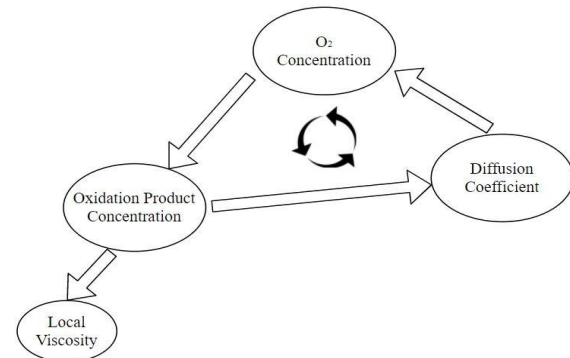 O₂
Concentration
Diffusion
Coefficient
Oxidation Product
Concentration
Local
Viscosity